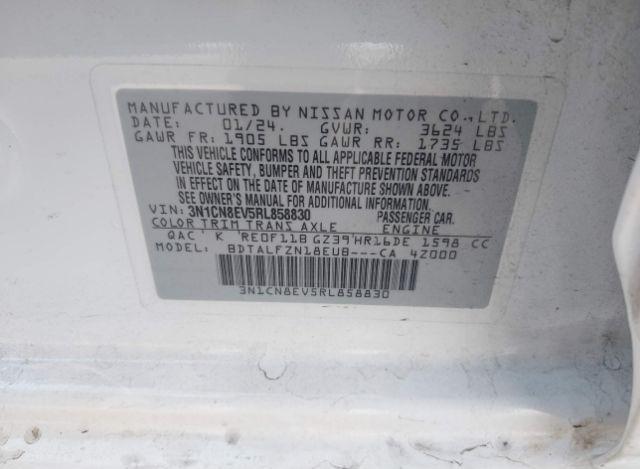 MANUFACTURED BY NISSAN MOTOR CO., LTD.
DATE: 01/24. GVWR: 3624 LBS
GAWR FR: 1905 LBS GAWR RR: 1735 LBS
THIS VEHICLE CONFORMS TO ALL APPLICABLE FEDERAL MOTOR
VEHICLE SAFETY, BUMPER AND THEFT PREVENTION STANDARDS
IN EFFECT ON THE DATE OF MANUFACTURE SHOWN ABOVE.
SEE OWNER'S MANUAL FOR ADDITIONAL INFORMATION.
VIN: 3N1CN8EV5RL858830 PASSENGER CAR.
COLOR TRIM TRANS AXLE ENGINE
QAC' K 'RE0F11B GZ39'HR16DE 1598 CC
MODEL: BDTALFZN18EUB---CA 4Z000
3N1CN8EV5RL858830